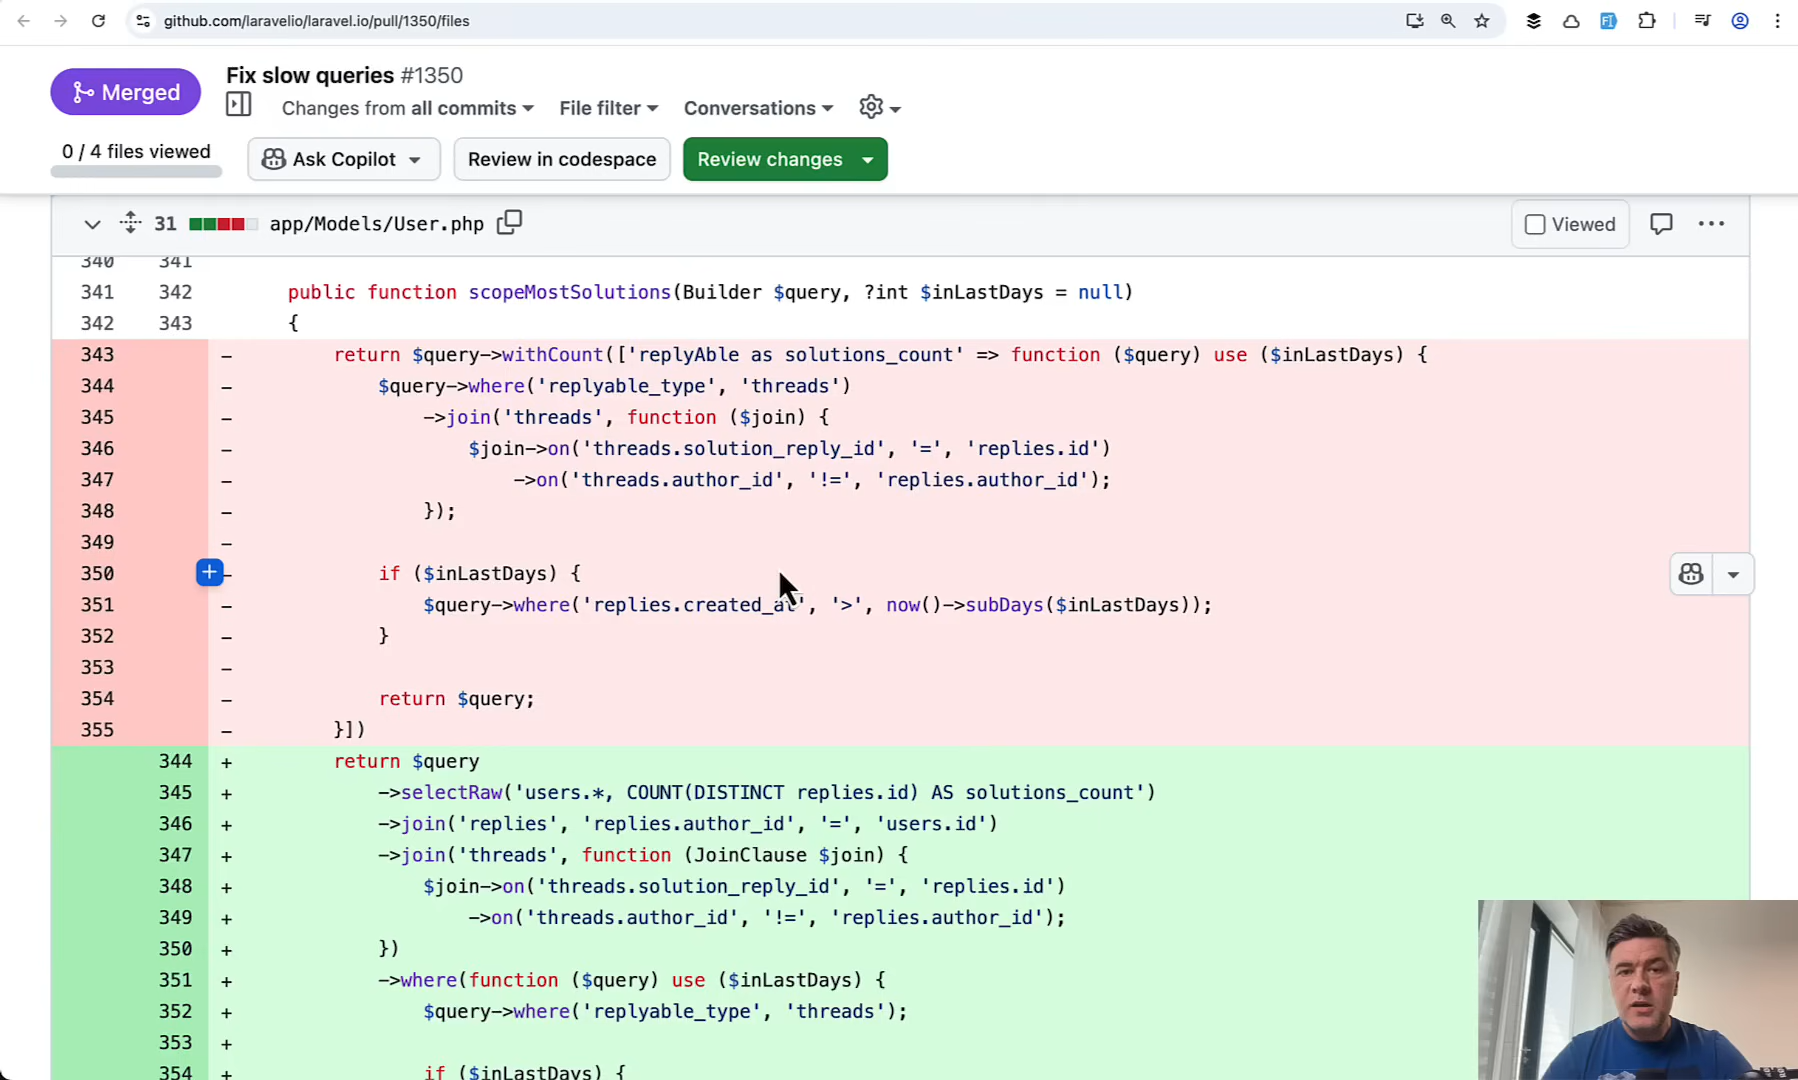 github.com/laravelio/laravel.io/pull/1350/files
Merged
Fix slow queries #1350
Changes from all commits
File filter
Conversations
0 / 4 files viewed
Ask Copilot
Review in codespace
Review changes
31 app/Models/User.php
Viewed
340 341
341 342 public function scopeMostSolutions(Builder $query, ?int $inLastDays = null)
342 343 {
343 - return $query->withCount(['replyAble as solutions_count' => function ($query) use ($inLastDays) {
344 - $query->where('replyable_type', 'threads')
345 - ->join('threads', function ($join) {
346 - $join->on('threads.solution_reply_id', '=', 'replies.id')
347 - ->on('threads.author_id', '!=', 'replies.author_id');
348 - });
349 -
350 - if ($inLastDays) {
351 - $query->where('replies.created_at', '>', now()->subDays($inLastDays));
352 - }
353 -
354 - return $query;
355 - }])
344 + return $query
345 + ->selectRaw('users.*, COUNT(DISTINCT replies.id) AS solutions_count')
346 + ->join('replies', 'replies.author_id', '=', 'users.id')
347 + ->join('threads', function (JoinClause $join) {
348 + $join->on('threads.solution_reply_id', '=', 'replies.id')
349 + ->on('threads.author_id', '!=', 'replies.author_id');
350 + })
351 + ->where(function ($query) use ($inLastDays) {
352 + $query->where('replyable_type', 'threads');
353 +
354 + if ($inLastDays) {